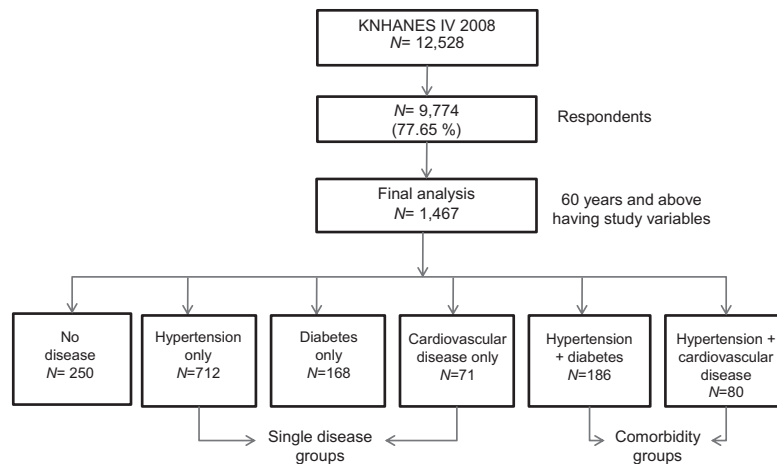 KNHANES IV 2008
N= 12,528
N= 9,774
(77.65 %)
Respondents
Final analysis
N= 1,467
60 years and above
having study variables
No
disease
N= 250
Hypertension
only
N=712
Diabetes
only
N=168
Cardiovascular
disease only
N=71
Hypertension
+ diabetes
N=186
Hypertension +
cardiovascular
disease
N=80
Single disease
groups
Comorbidity
groups